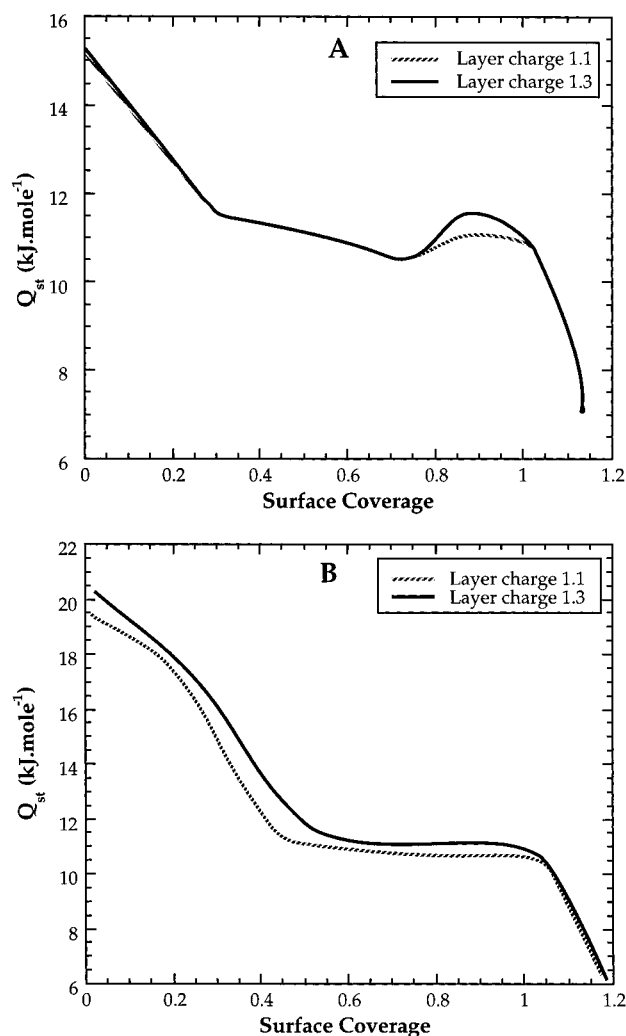 A
Layer charge 1.1
Layer charge 1.3
Q_st (kJ.mole⁻¹)
16
14
12
10
8
6
0 0.2 0.4 0.6 0.8 1 1.2
Surface Coverage
B
Layer charge 1.1
Layer charge 1.3
Q_st (kJ.mole⁻¹)
22
20
18
16
14
12
10
8
6
0 0.2 0.4 0.6 0.8 1 1.2
Surface Coverage